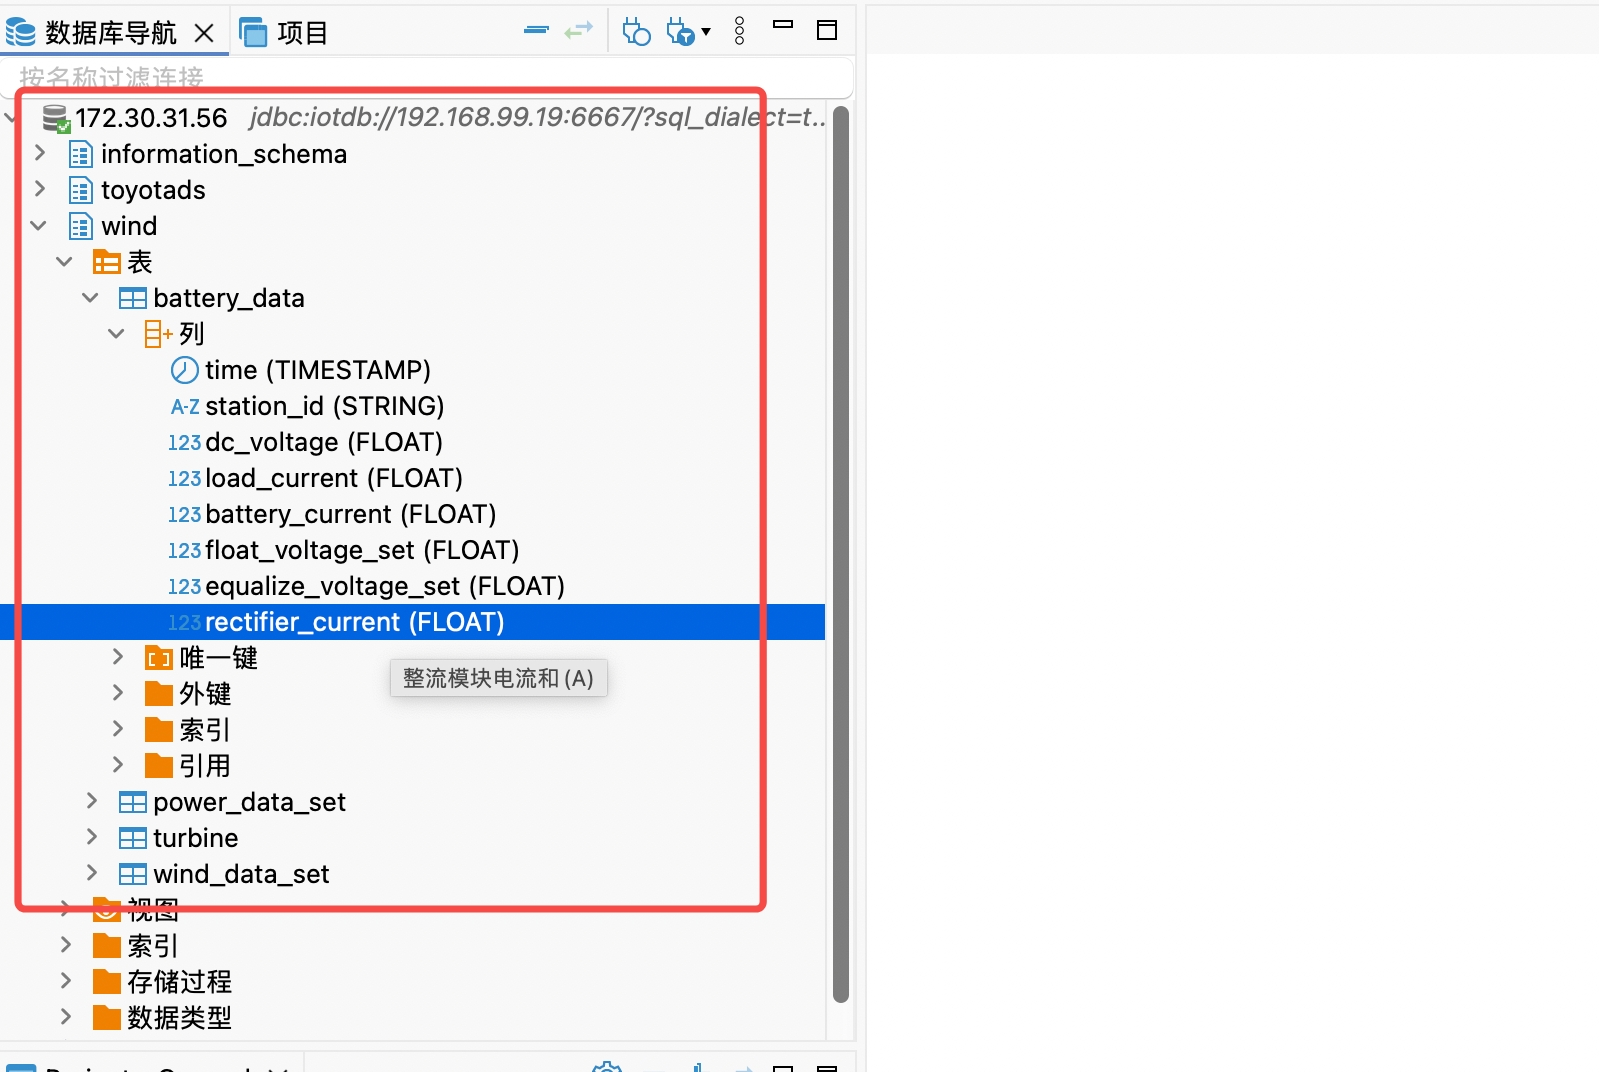 数据库导航
项目
按名称过滤连接
172.30.31.56 jdbc:iotdb://192.168.99.19:6667/?sql_dialect=t...
information_schema
toyotads
wind
表
battery_data
列
time (TIMESTAMP)
A-Z station_id (STRING)
123 dc_voltage (FLOAT)
123 load_current (FLOAT)
123 battery_current (FLOAT)
123 float_voltage_set (FLOAT)
123 equalize_voltage_set (FLOAT)
123 rectifier_current (FLOAT)
唯一键
整流模块电流和 (A)
外键
索引
引用
power_data_set
turbine
wind_data_set
视图
索引
存储过程
数据类型